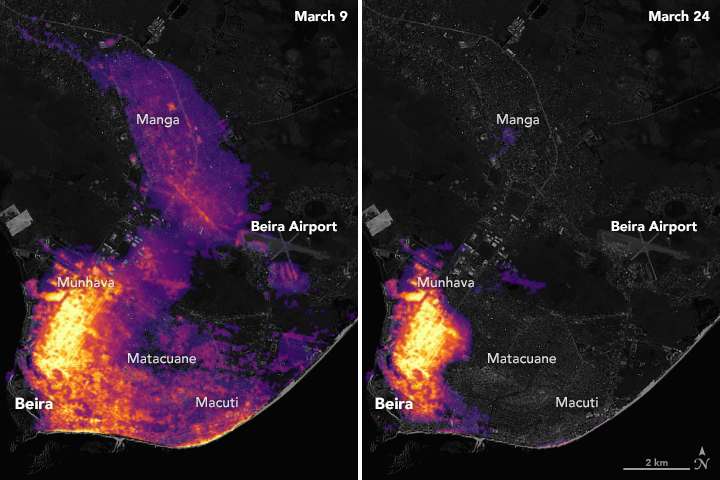 March 9
Manga
Beira Airport
Munhava
Matacuane
Macuti
Beira
March 24
Manga
Beira Airport
Munhava
Matacuane
Macuti
Beira
2 km
N